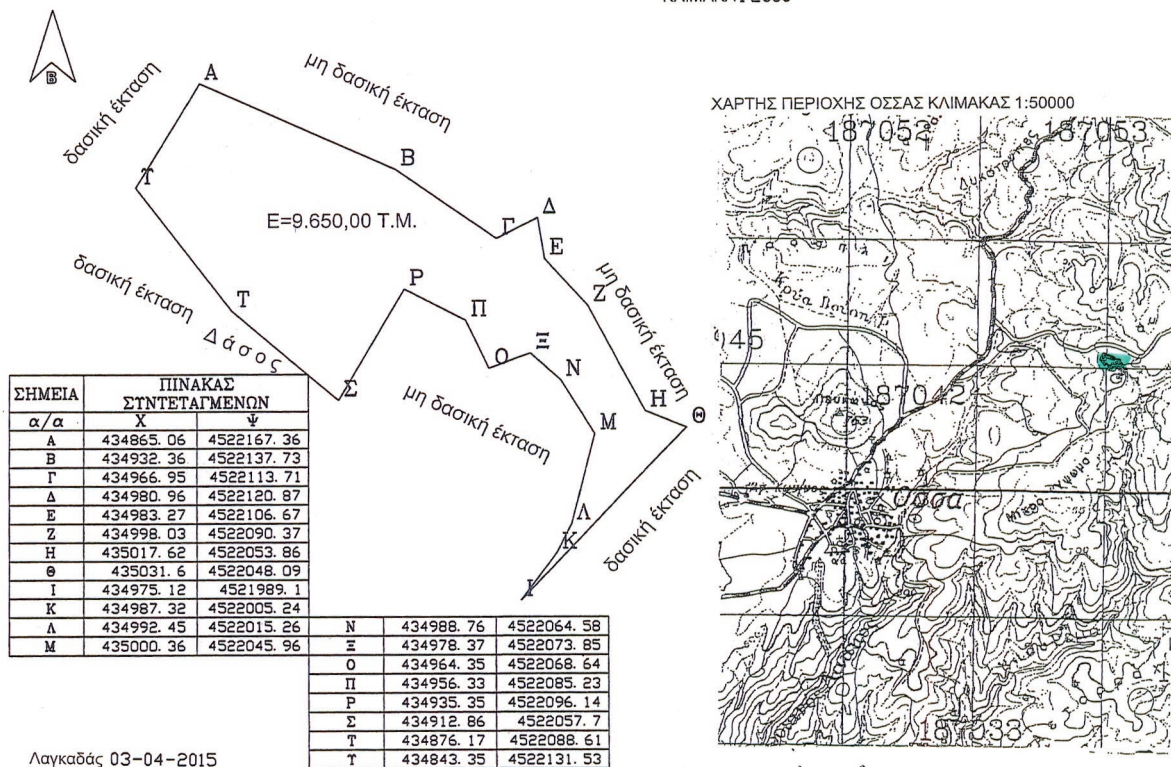 Β
Α
μη δασική έκταση
δασική έκταση
Β
Υ
Δ
Γ
Ε
Ε=9.650,00 Τ.Μ.
μη δασική έκταση
δασική έκταση
Τ
Ρ
Ζ
Π
Δάσος
Ο
Ξ
Ν
Σ
μη δασική έκταση
Μ
Η
Θ
δασική έκταση
Λ
Κ
Ι
ΣΗΜΕΙΑ ΠΙΝΑΚΑΣ ΣΥΝΤΕΤΑΓΜΕΝΩΝ
α/α Χ Ψ
Α 434865.06 4522167.36
Β 434932.36 4522137.73
Γ 434966.95 4522113.71
Δ 434980.96 4522120.87
Ε 434983.27 4522106.67
Ζ 434998.03 4522090.37
Η 435017.62 4522053.86
Θ 435031.6 4522048.09
Ι 434975.12 4521989.1
Κ 434987.32 4522005.24
Λ 434992.45 4522015.26
Μ 435000.36 4522045.96
Ν 434988.76 4522064.58
Ξ 434978.37 4522073.85
Ο 434964.35 4522068.64
Π 434956.33 4522085.23
Ρ 434935.35 4522096.14
Σ 434912.86 4522057.7
Τ 434876.17 4522088.61
Υ 434843.35 4522131.53
Λαγκαδάς 03-04-2015
ΧΑΡΤΗΣ ΠΕΡΙΟΧΗΣ ΟΣΣΑΣ ΚΛΙΜΑΚΑΣ 1:50000
187052
187053
Κρύα
045
187042
Οσσα
187033